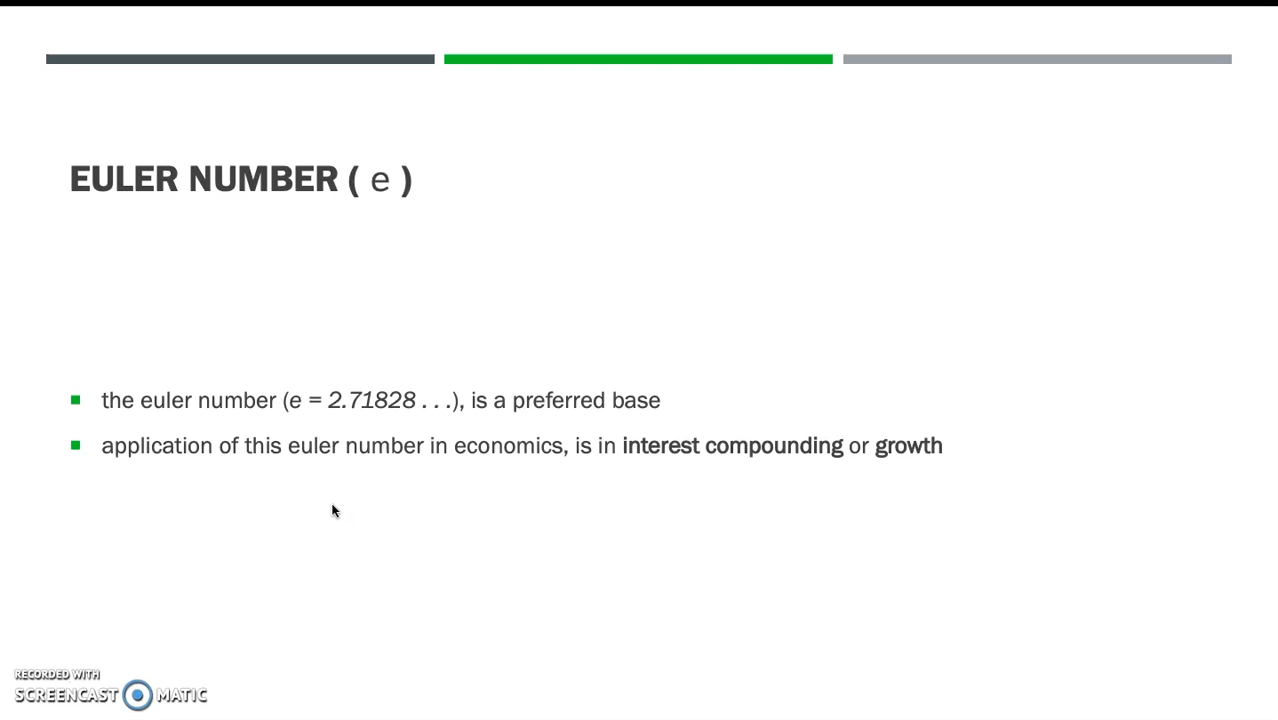 EULER NUMBER ( e )
the euler number (e = 2.71828 . . .), is a preferred base
application of this euler number in economics, is in interest compounding or growth
RECORDED WITH
SCREENCAST MATIC